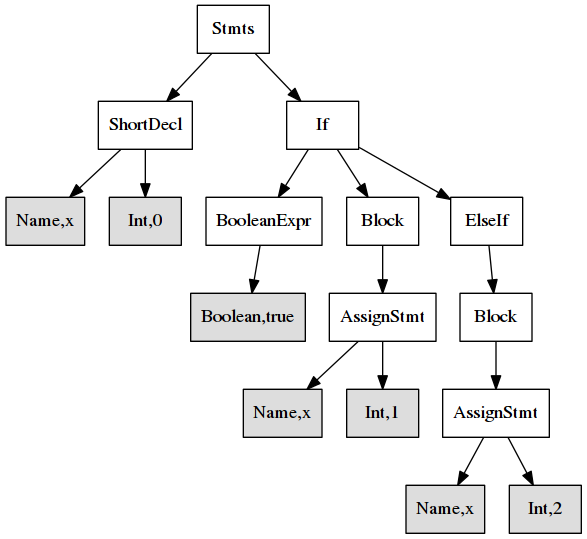 Stmts
ShortDecl
If
Name,x
Int,0
BooleanExpr
Block
ElseIf
Boolean,true
AssignStmt
Block
Name,x
Int,1
AssignStmt
Name,x
Int,2